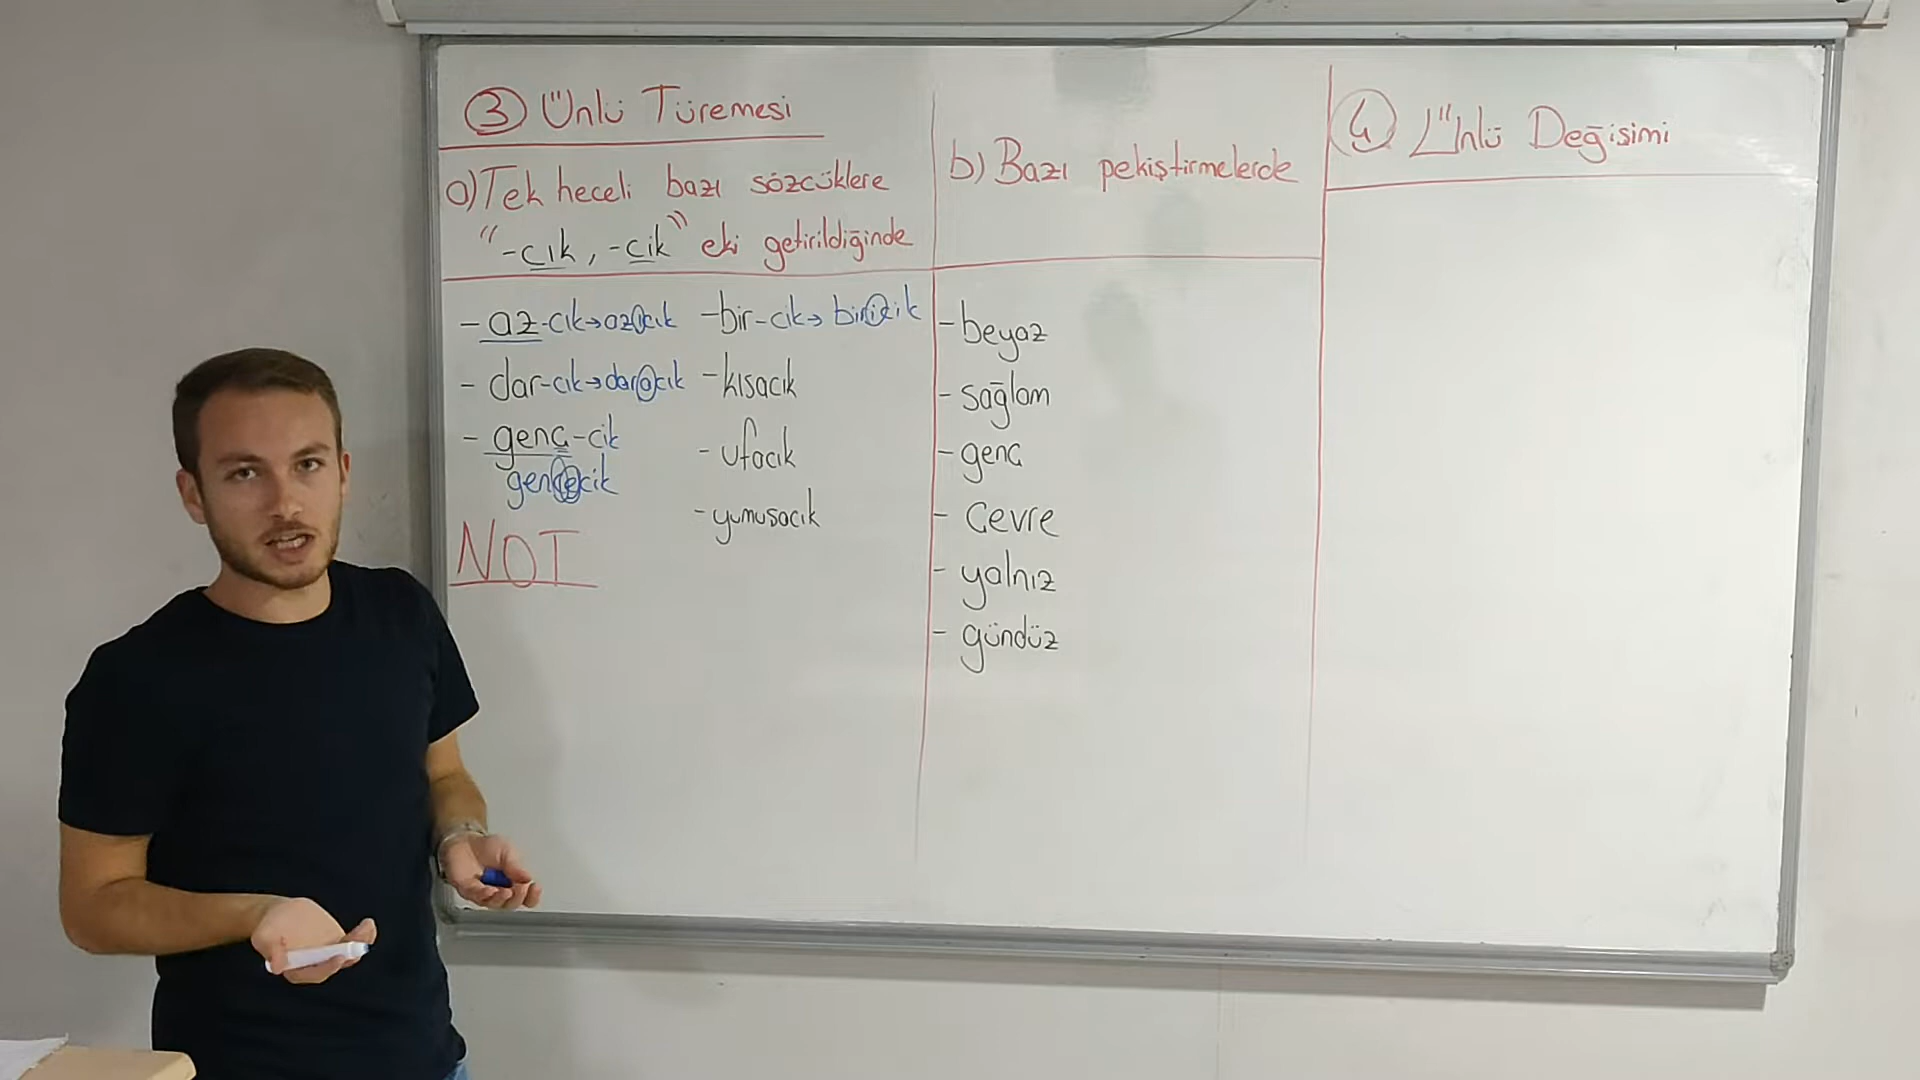 ③ Ünlü Türemesi
a) Tek heceli bazı sözcüklere
"-cık, -cik" eki getirildiğinde
- az-cık→azıcık
- dar-cık→daracık
- genç-cik
gencecik
NOT
- bir-cik→biricik
- kısacık
- ufacık
- yumuşacık
b) Bazı pekiştirmelerde
- beyaz
- sağlam
- genç
- çevre
- yalnız
- gündüz
④ Ünlü Değişimi